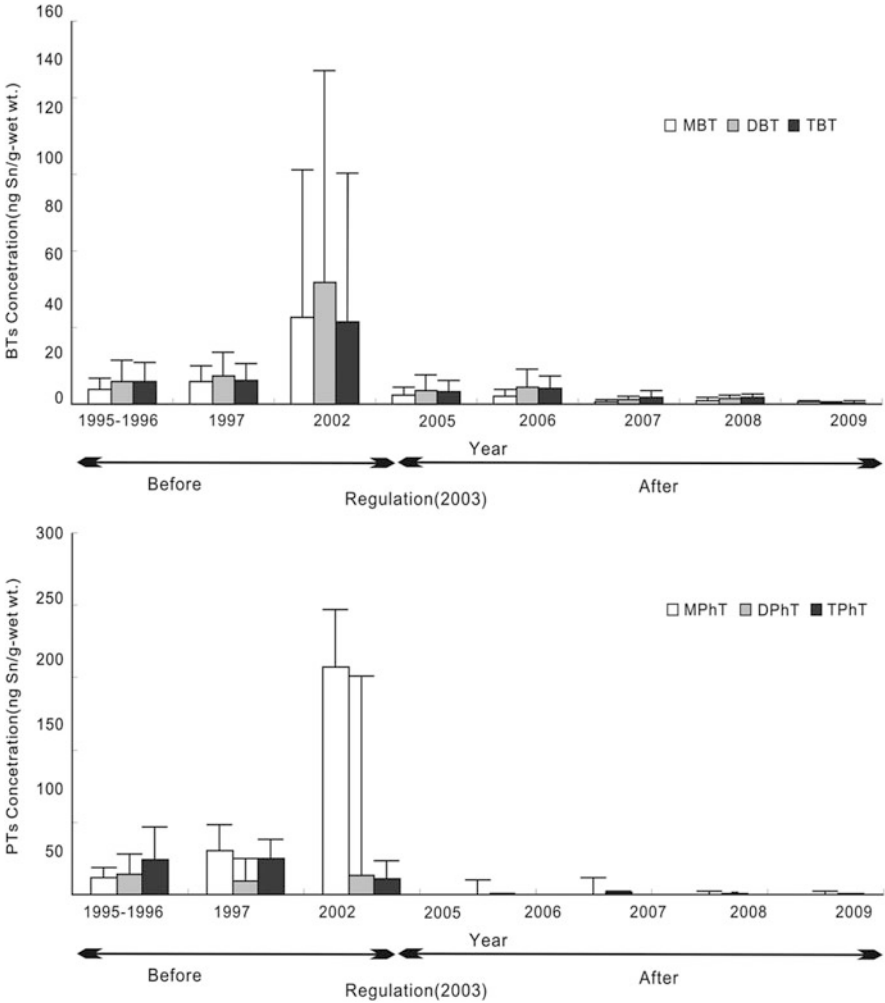 160
140
120
100
80
60
40
20
0
BTs Concetration(ng Sn/g-wet wt.)
MBT DBT TBT
1995-1996 1997 2002 2005 2006 2007 2008 2009
Year
Before After
Regulation(2003)
300
250
200
150
100
50
PTs Concetration(ng Sn/g-wet wt.)
MPhT DPhT TPhT
1995-1996 1997 2002 2005 2006 2007 2008 2009
Year
Before After
Regulation(2003)